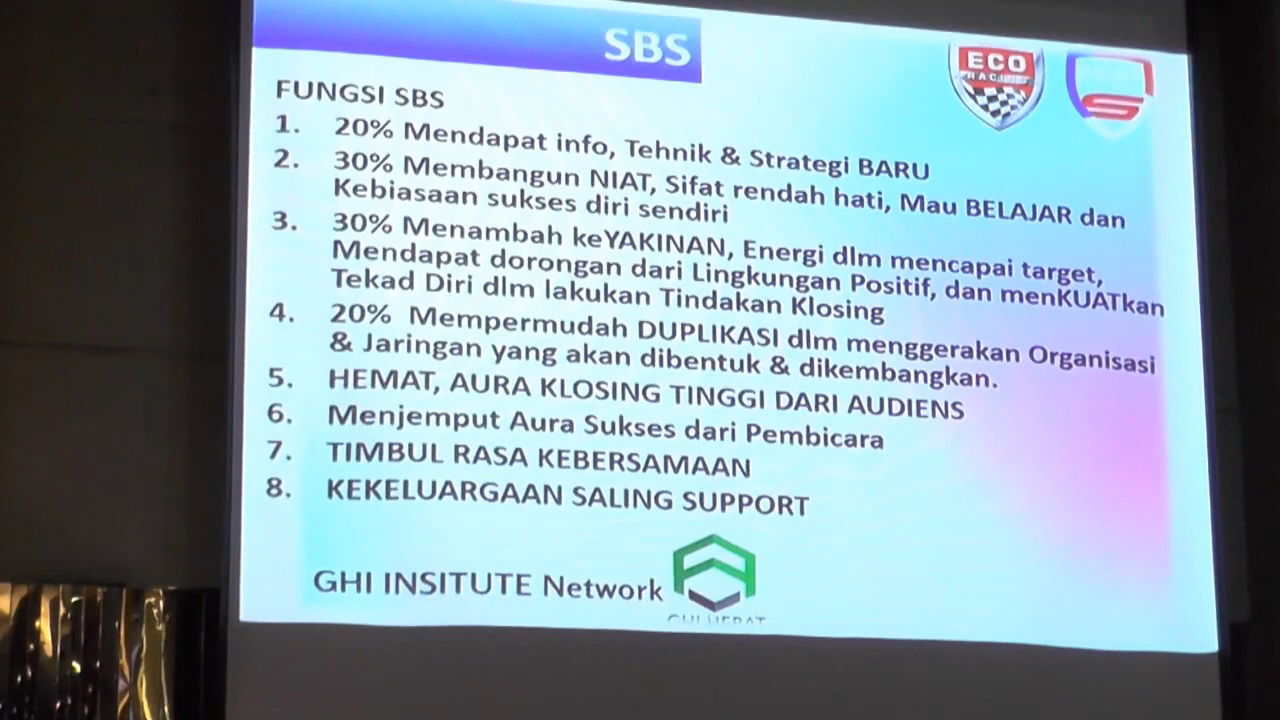 SBS
ECO
RACING
FUNGSI SBS
1. 20% Mendapat info, Tehnik & Strategi BARU
2. 30% Membangun NIAT, Sifat rendah hati, Mau BELAJAR dan
Kebiasaan sukses diri sendiri
3. 30% Menambah keYAKINAN, Energi dlm mencapai target,
Mendapat dorongan dari Lingkungan Positif, dan menKUATkan
Tekad Diri dlm lakukan Tindakan Klosing
4. 20% Mempermudah DUPLIKASI dlm menggerakan Organisasi
& Jaringan yang akan dibentuk & dikembangkan.
5. HEMAT, AURA KLOSING TINGGI DARI AUDIENS
6. Menjemput Aura Sukses dari Pembicara
7. TIMBUL RASA KEBERSAMAAN
8. KEKELUARGAAN SALING SUPPORT
GHI INSITUTE Network